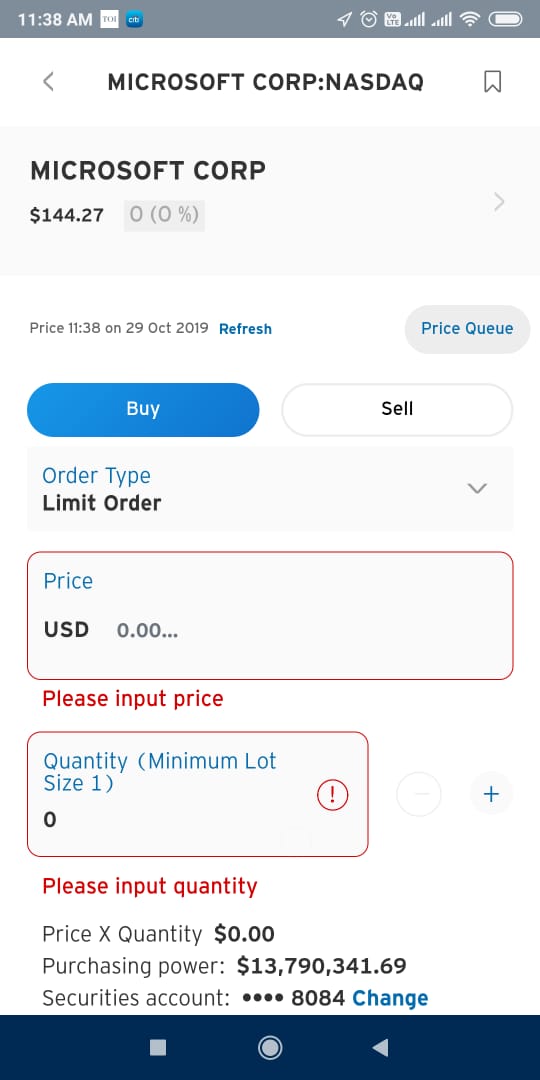 11:38 AM TOI citi VO LTE
MICROSOFT CORP:NASDAQ
MICROSOFT CORP
$144.27 0 (0 %)
Price 11:38 on 29 Oct 2019 Refresh
Price Queue
Buy
Sell
Order Type
Limit Order
Price
USD 0.00...
Please input price
Quantity (Minimum Lot
Size 1)
0
Please input quantity
Price X Quantity $0.00
Purchasing power: $13,790,341.69
Securities account: •••• 8084 Change